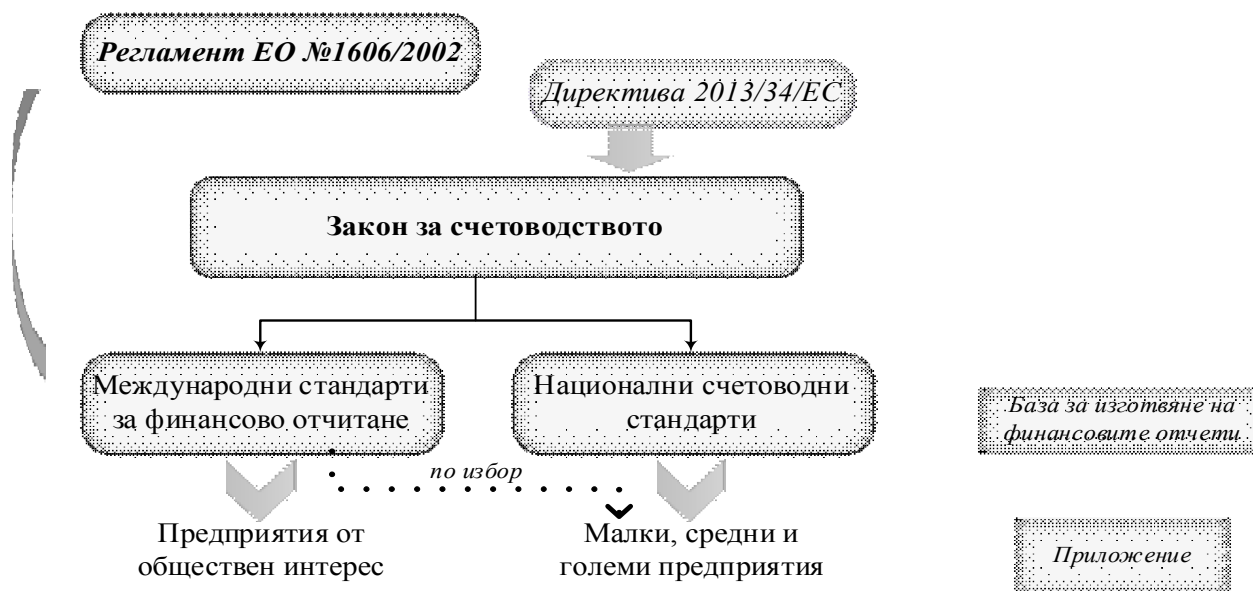 Регламент ЕО №1606/2002
Директива 2013/34/ЕС
Закон за счетоводството
Международни стандарти
за финансово отчитане
Национални счетоводни
стандарти
База за изготвяне на
финансовите отчети
по избор
Предприятия от
обществен интерес
Малки, средни и
големи предприятия
Приложение